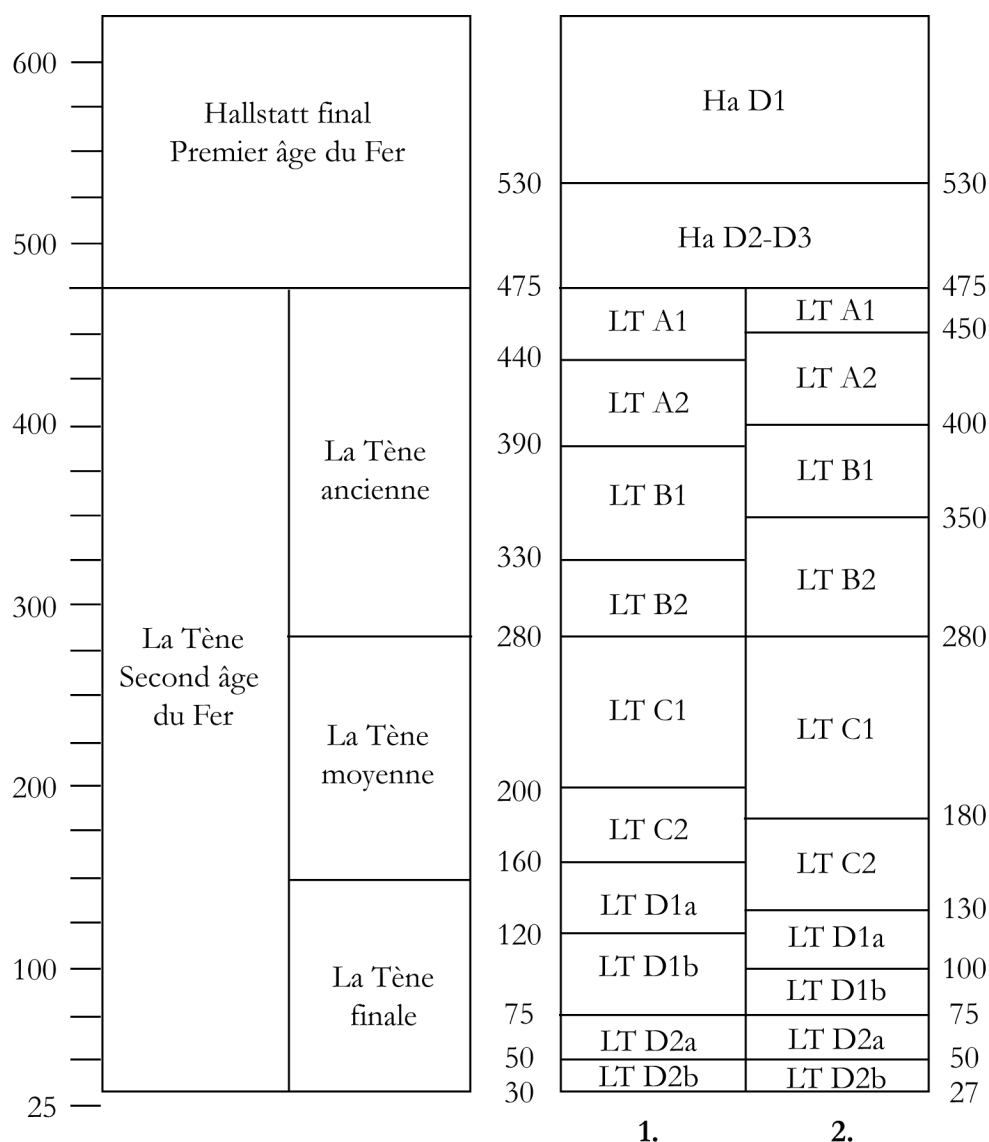 600
500
400
300
200
100
25
Hallstatt final
Premier âge du Fer
La Tène
Second âge
du Fer
La Tène
ancienne
La Tène
moyenne
La Tène
finale
530
475
440
390
330
280
200
160
120
75
50
30
Ha D1
Ha D2-D3
LT A1
LT A2
LT B1
LT B2
LT C1
LT C2
LT D1a
LT D1b
LT D2a
LT D2b
1.
LT A1
LT A2
LT B1
LT B2
LT C1
LT C2
LT D1a
LT D1b
LT D2a
LT D2b
2.
530
475
450
400
350
280
180
130
100
75
50
27